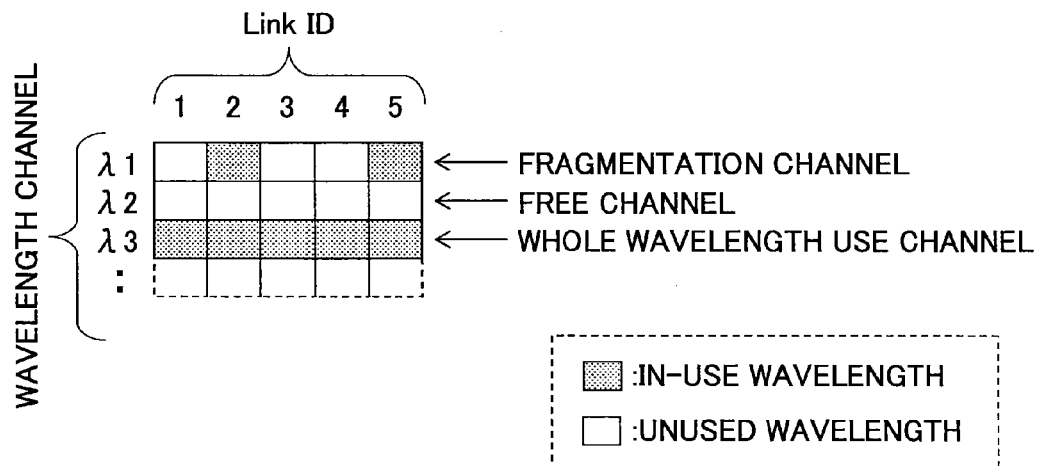 Link ID
1 2 3 4 5
WAVELENGTH CHANNEL
λ1 ← FRAGMENTATION CHANNEL
λ2 ← FREE CHANNEL
λ3 ← WHOLE WAVELENGTH USE CHANNEL
:
:IN-USE WAVELENGTH
:UNUSED WAVELENGTH